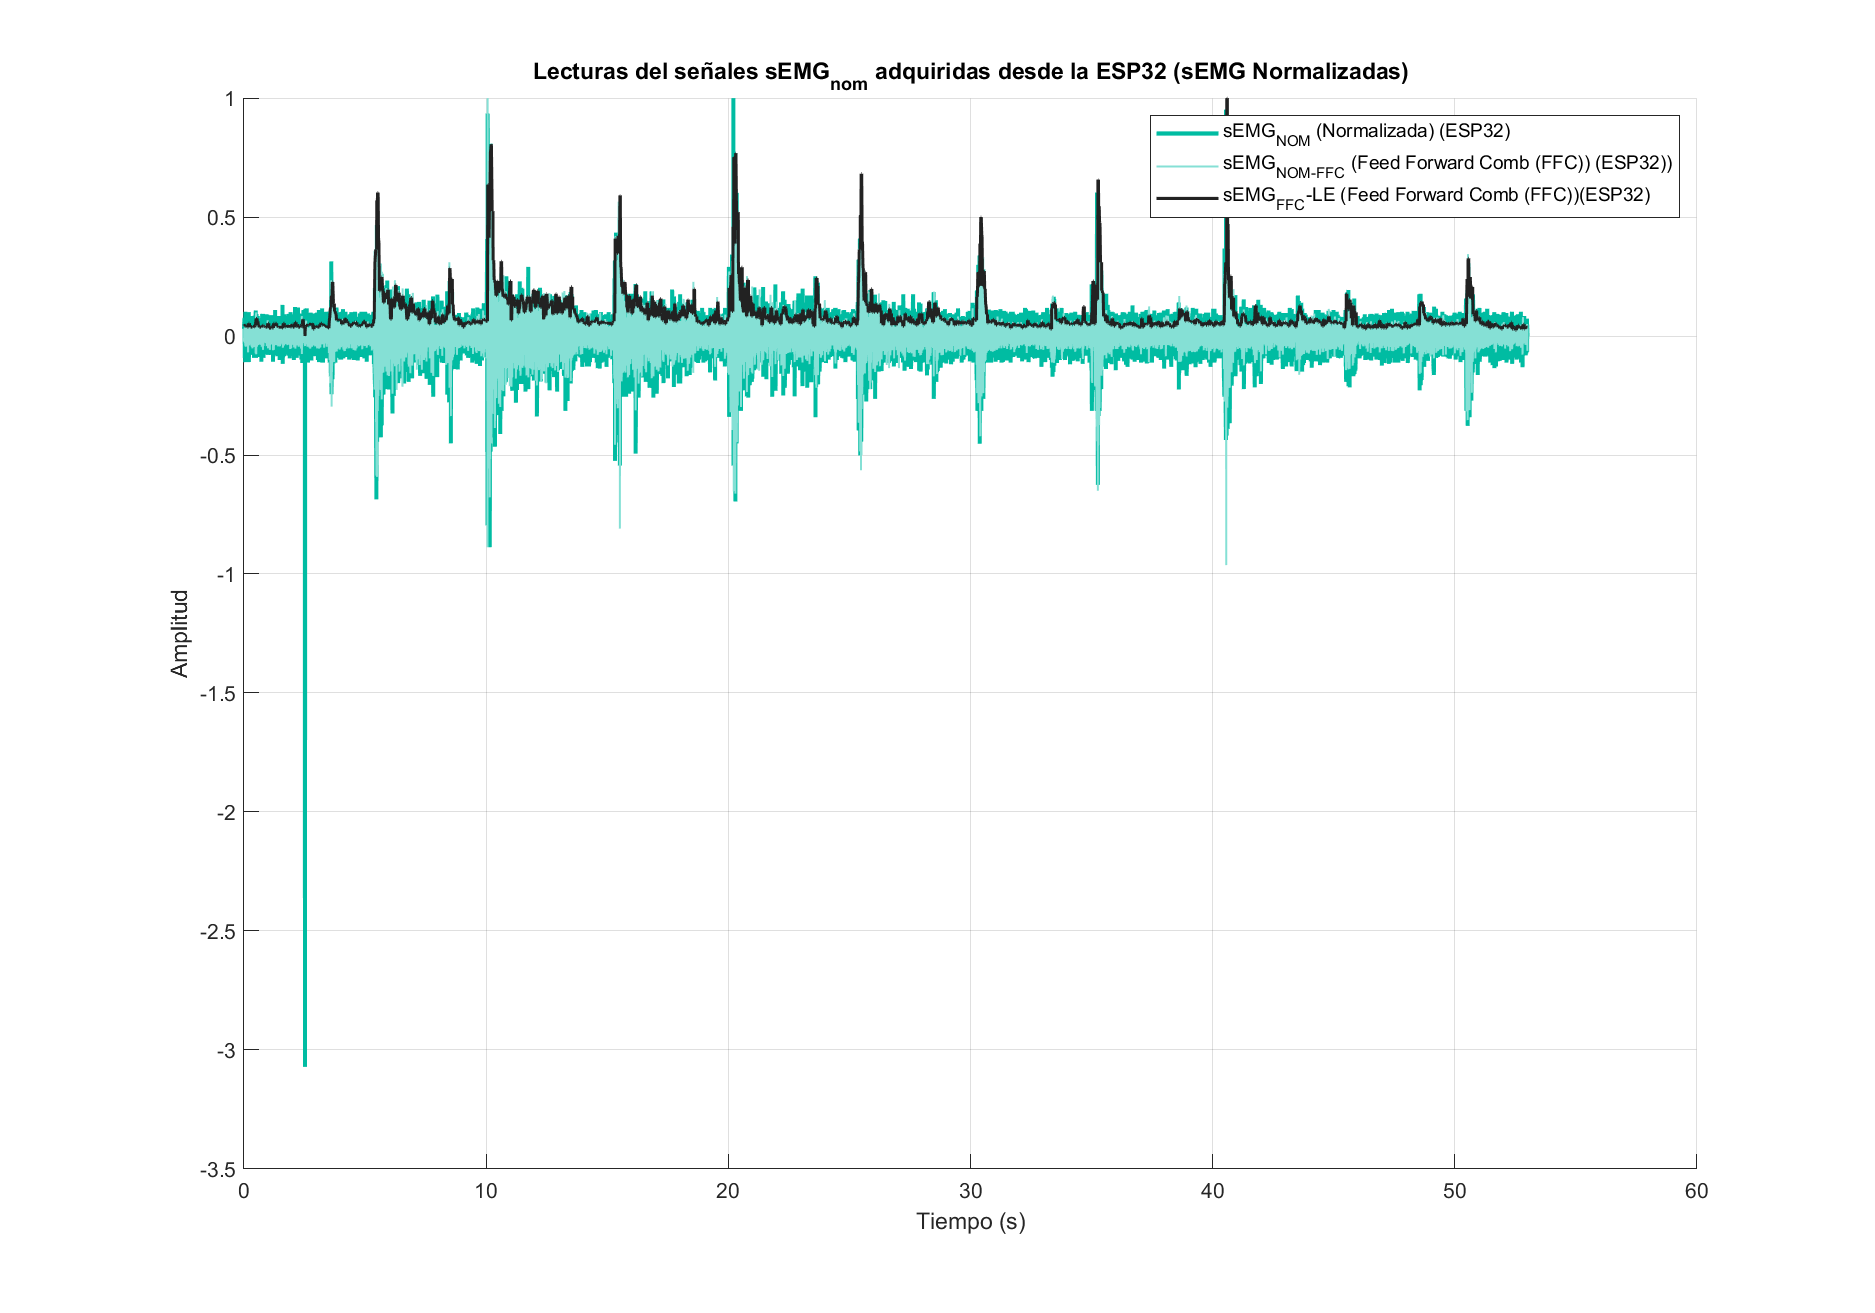 Lecturas del señales sEMGnom adquiridas desde la ESP32 (sEMG Normalizadas)
sEMGNOM (Normalizada) (ESP32)
sEMGNOM-FFC (Feed Forward Comb (FFC)) (ESP32))
sEMGFFC-LE (Feed Forward Comb (FFC))(ESP32)
1
0.5
0
-0.5
-1
-1.5
-2
-2.5
-3
-3.5
Amplitud
0 10 20 30 40 50 60
Tiempo (s)